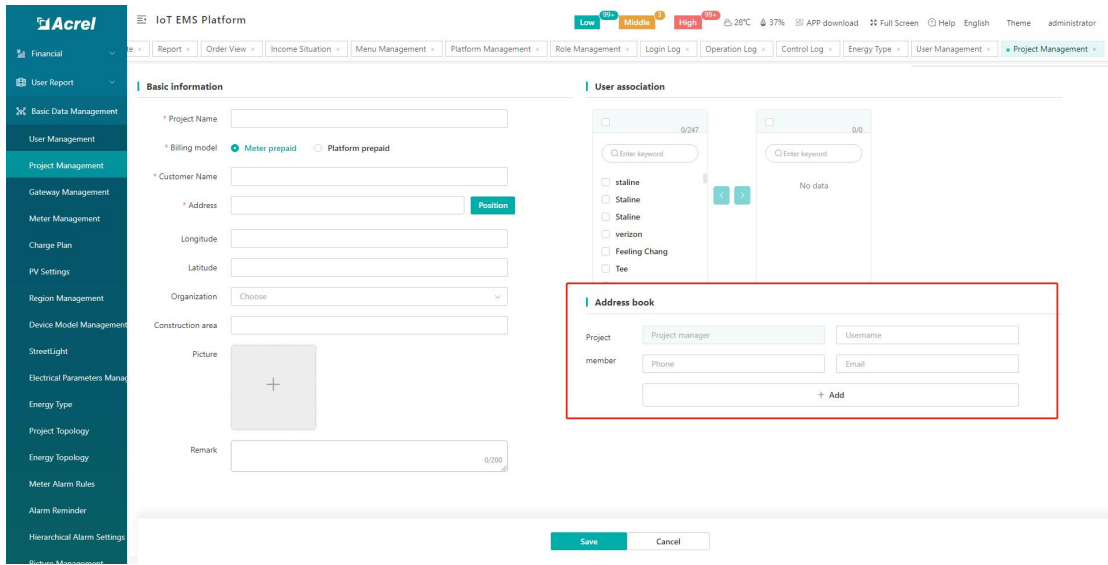 Acrel
IoT EMS Platform
Low 99+ Middle 3 High 99+ 28℃ 37% APP download Full Screen Help English Theme administrator
te × Report × Order View × Income Situation × Menu Management × Platform Management × Role Management × Login Log × Operation Log × Control Log × Energy Type × User Management × Project Management ×
Financial
User Report
Basic Data Management
User Management
Project Management
Gateway Management
Meter Management
Charge Plan
PV Settings
Region Management
Device Model Management
StreetLight
Electrical Parameters Manag
Energy Type
Project Topology
Energy Topology
Meter Alarm Rules
Alarm Reminder
Hierarchical Alarm Settings
Picture Management
Basic information
* Project Name
* Billing model Meter prepaid Platform prepaid
* Customer Name
* Address Position
Longitude
Latitude
Organization Choose
Construction area
Picture
+
Remark
0/200
User association
0/247
Enter keyword
staline
Staline
Staline
verizon
Feeling Chang
Tee
< >
0/0
Enter keyword
No data
Address book
Project member
Project manager Username
Phone Email
+ Add
Save Cancel